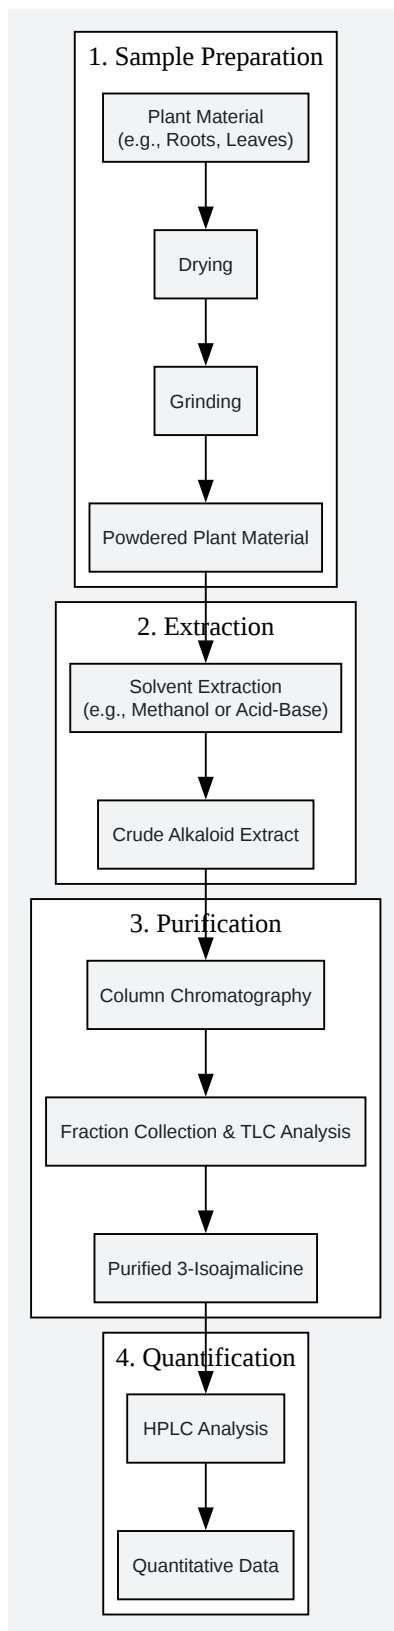 1. Sample Preparation
Plant Material
(e.g., Roots, Leaves)
Drying
Grinding
Powdered Plant Material
2. Extraction
Solvent Extraction
(e.g., Methanol or Acid-Base)
Crude Alkaloid Extract
3. Purification
Column Chromatography
Fraction Collection & TLC Analysis
Purified 3-Isoajmalicine
4. Quantification
HPLC Analysis
Quantitative Data